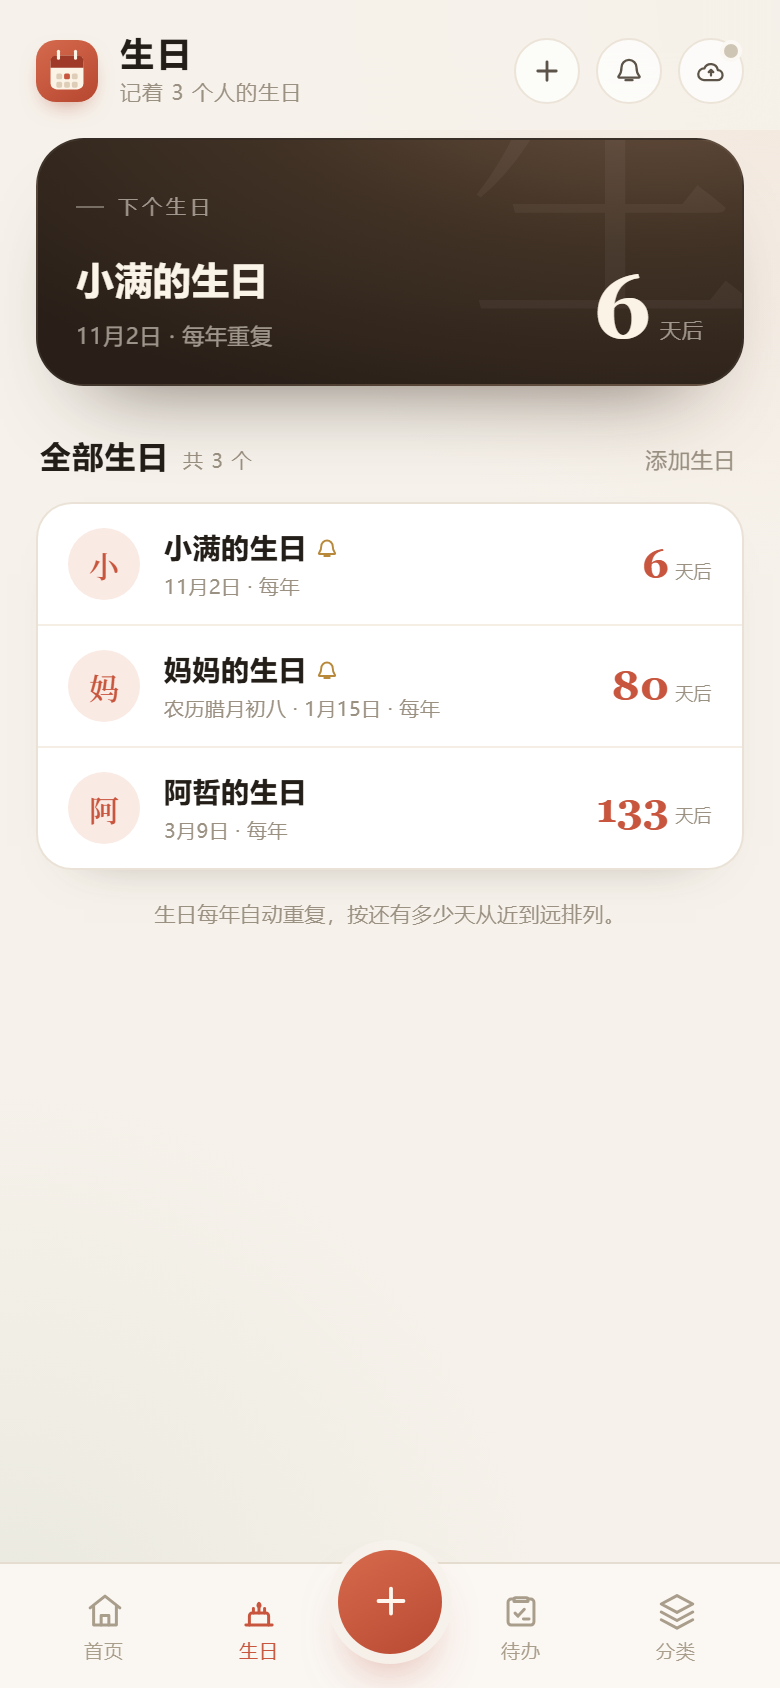 生日
记着 3 个人的生日
生
下个生日
小满的生日
11月2日 · 每年重复
6 天后
全部生日 共 3 个
添加生日
小
小满的生日
11月2日 · 每年
6 天后
妈
妈妈的生日
农历腊月初八 · 1月15日 · 每年
80 天后
阿
阿哲的生日
3月9日 · 每年
133 天后
生日每年自动重复，按还有多少天从近到远排列。
首页
生日
待办
分类